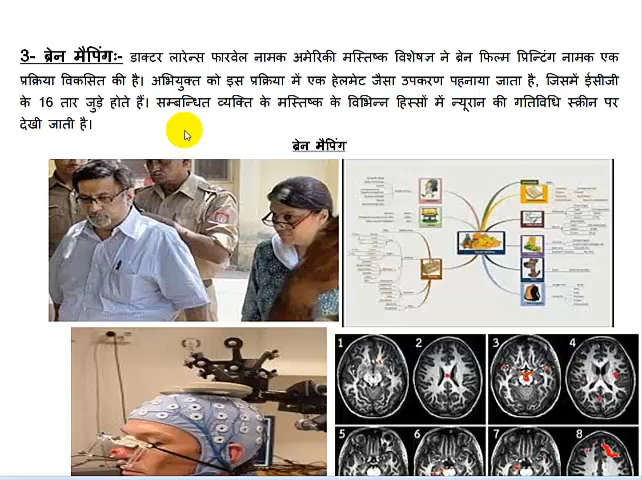 3- ब्रेन मैपिंगः- डाक्टर लारेन्स फारवेल नामक अमेरिकी मस्तिष्क विशेषज्ञ ने ब्रेन फिल्म प्रिन्टिंग नामक एक
प्रक्रिया विकसित की है। अभियुक्त को इस प्रक्रिया में एक हेलमेट जैसा उपकरण पहनाया जाता है, जिसमें ईसीजी
के 16 तार जुड़े होते हैं। सम्बन्धित व्यक्ति के मस्तिष्क के विभिन्न हिस्सों में न्यूरान की गतिविधि स्क्रीन पर
देखी जाती है।
ब्रेन मैपिंग
1 2 3 4
5 6 7 8